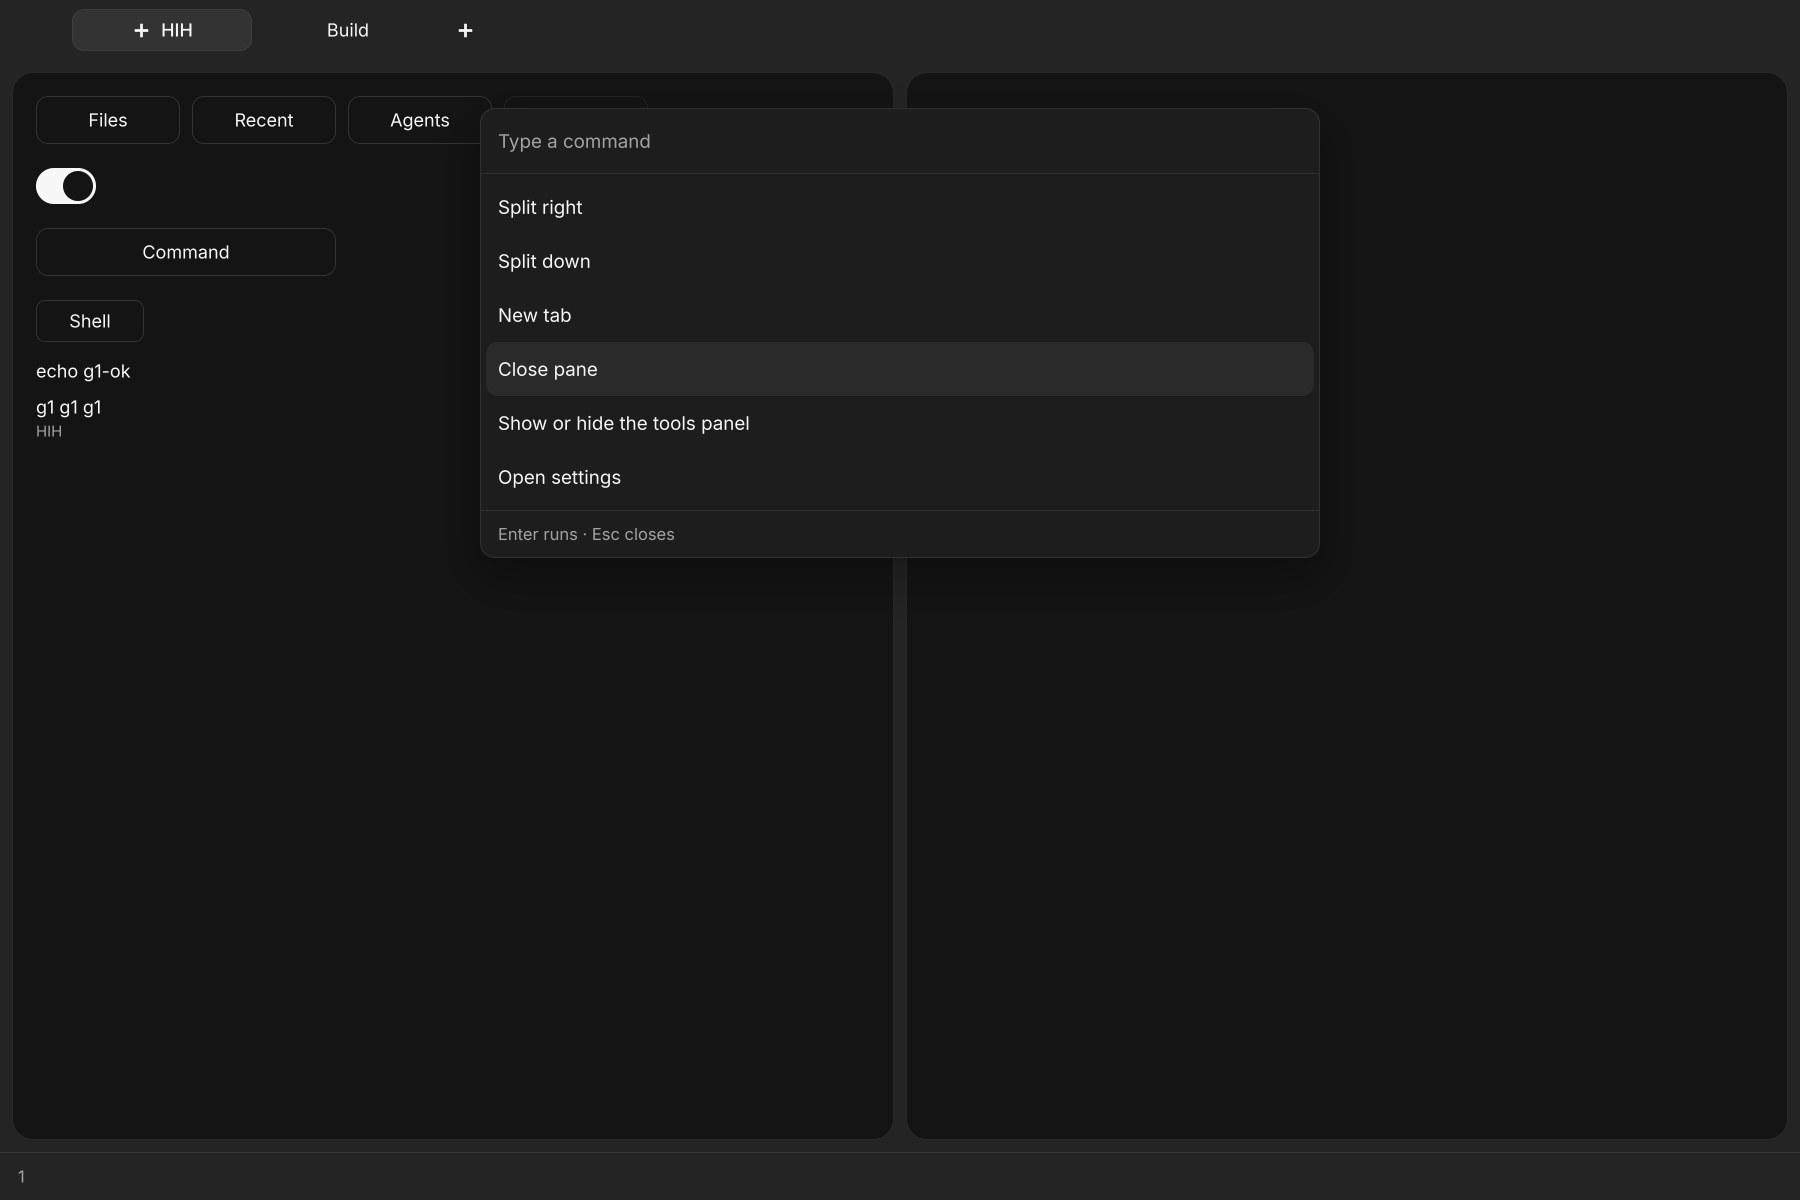 HIH
Build
Files
Recent
Agents
Type a command
Split right
Split down
New tab
Close pane
Show or hide the tools panel
Open settings
Enter runs · Esc closes
Command
Shell
echo g1-ok
g1 g1 g1
HIH
1